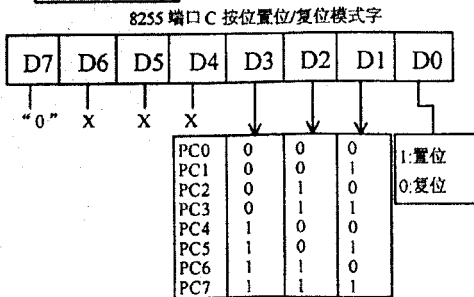 8255 端口 C 按位置位/复位模式字
D7 D6 D5 D4 D3 D2 D1 D0
“0” X X X
PC0 0 0 0
PC1 0 0 1
PC2 0 1 0
PC3 0 1 1
PC4 1 0 0
PC5 1 0 1
PC6 1 1 0
PC7 1 1 1
1:置位
0:复位